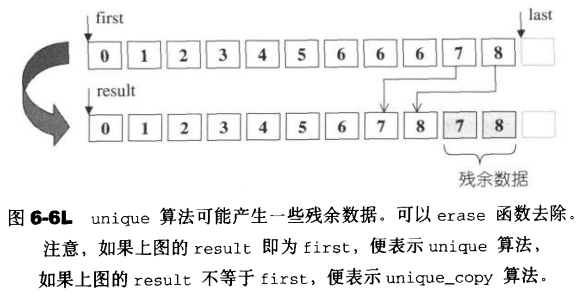 first
last
0 1 2 3 4 5 6 6 6 7 8
result
0 1 2 3 4 5 6 7 8 7 8
残余数据
图 6-6L unique 算法可能产生一些残余数据。可以 erase 函数去除。
注意，如果上图的 result 即为 first，便表示 unique 算法，
如果上图的 result 不等于 first，便表示 unique_copy 算法。